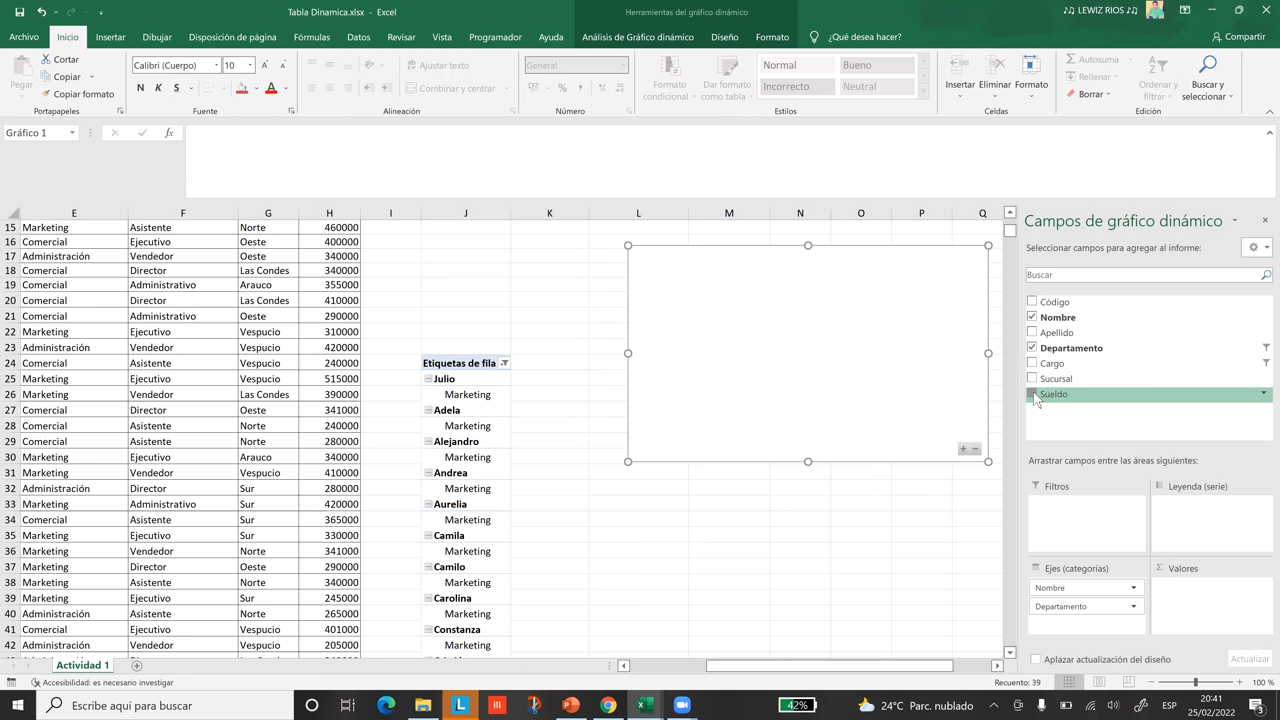 Tabla Dinamica.xlsx - Excel
Herramientas del gráfico dinámico
LEWIZ RIOS
Archivo Inicio Insertar Dibujar Disposición de página Fórmulas Datos Revisar Vista Programador Ayuda Análisis de Gráfico dinámico Diseño Formato ¿Qué desea hacer? Compartir
Pegar
Cortar
Copiar
Copiar formato
Portapapeles
Calibri (Cuerpo) 10
N K S
Fuente
Ajustar texto
Combinar y centrar
Alineación
General
Número
Formato condicional
Dar formato como tabla
Normal Bueno
Incorrecto Neutral
Estilos
Insertar Eliminar Formato
Celdas
Autosuma
Rellenar
Borrar
Ordenar y filtrar
Buscar y seleccionar
Edición
Gráfico 1
fx
E F G H I J K L M N O P Q
15 Marketing Asistente Norte 460000
16 Comercial Ejecutivo Oeste 400000
17 Administración Vendedor Oeste 340000
18 Comercial Director Las Condes 340000
19 Comercial Administrativo Arauco 355000
20 Comercial Director Las Condes 410000
21 Comercial Administrativo Oeste 290000
22 Marketing Ejecutivo Vespucio 310000
23 Administración Vendedor Vespucio 420000
24 Comercial Asistente Vespucio 240000 Etiquetas de fila
25 Marketing Ejecutivo Vespucio 515000 Julio
26 Marketing Vendedor Las Condes 390000 Marketing
27 Comercial Director Oeste 341000 Adela
28 Comercial Asistente Norte 240000 Marketing
29 Comercial Asistente Norte 280000 Alejandro
30 Comercial Ejecutivo Arauco 340000 Marketing
31 Marketing Vendedor Vespucio 410000 Andrea
32 Administración Director Sur 280000 Marketing
33 Marketing Administrativo Sur 420000 Aurelia
34 Comercial Asistente Sur 365000 Marketing
35 Marketing Ejecutivo Sur 330000 Camila
36 Marketing Vendedor Norte 341000 Marketing
37 Marketing Director Oeste 290000 Camilo
38 Marketing Asistente Norte 340000 Marketing
39 Marketing Ejecutivo Sur 245000 Carolina
40 Administración Asistente Norte 265000 Marketing
41 Comercial Ejecutivo Vespucio 401000 Constanza
42 Administración Vendedor Vespucio 205000 Marketing
Campos de gráfico dinámico
Seleccionar campos para agregar al informe:
Buscar
Código
Nombre
Apellido
Departamento
Cargo
Sucursal
Sueldo
Arrastrar campos entre las áreas siguientes:
Filtros Leyenda (serie)
Ejes (categorías) Valores
Nombre
Departamento
Aplazar actualización del diseño Actualizar
Actividad 1
Accesibilidad: es necesario investigar
Recuento: 39
100 %
Escribe aquí para buscar
42%
24°C Parc. nublado
ESP
20:41
25/02/2022
3